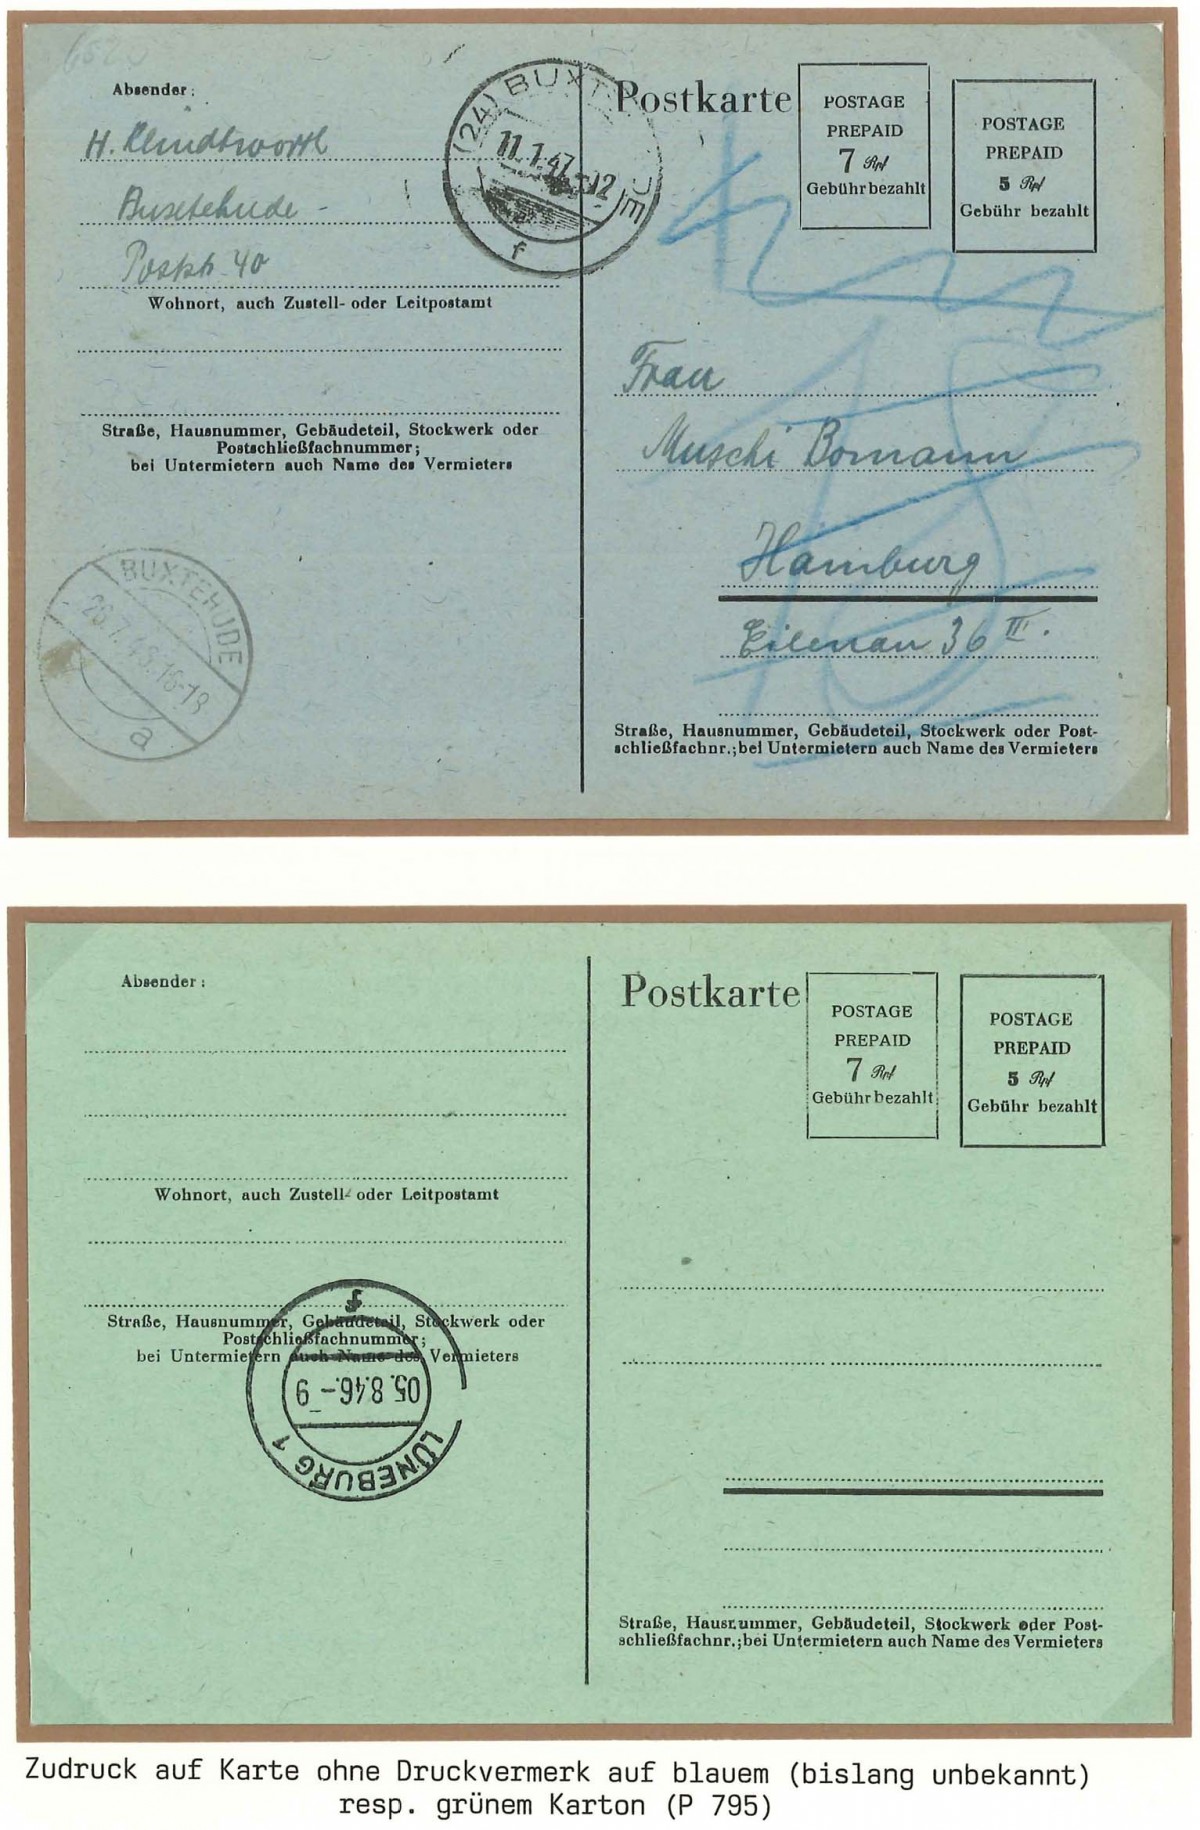 Absender:
H. Klindtworth
Buxtehude -
Postf. 40
Wohnort, auch Zustell- oder Leitpostamt
Straße, Hausnummer, Gebäudeteil, Stockwerk oder
Postschließfachnummer;
bei Untermietern auch Name des Vermieters
(24) BUXTEHUDE
11.1.47.-12
f
BUXTEHUDE
26.7.46.16-18
a
Postkarte
POSTAGE
PREPAID
7 Rpf
Gebühr bezahlt
POSTAGE
PREPAID
5 Rpf
Gebühr bezahlt
Frau
Muschi Bomann
Hamburg
Eilenau 36 III.
Straße, Hausnummer, Gebäudeteil, Stockwerk oder Post-
schließfachnr.;bei Untermietern auch Name des Vermieters
Absender:
Wohnort, auch Zustell- oder Leitpostamt
Straße, Hausnummer, Gebäudeteil, Stockwerk oder
Postschließfachnummer;
bei Untermietern auch Name des Vermieters
LÜNEBURG 1
05.8.46.-9
f
Postkarte
POSTAGE
PREPAID
7 Rpf
Gebühr bezahlt
POSTAGE
PREPAID
5 Rpf
Gebühr bezahlt
Straße, Hausnummer, Gebäudeteil, Stockwerk oder Post-
schließfachnr.;bei Untermietern auch Name des Vermieters
Zudruck auf Karte ohne Druckvermerk auf blauem (bislang unbekannt)
resp. grünem Karton (P 795)